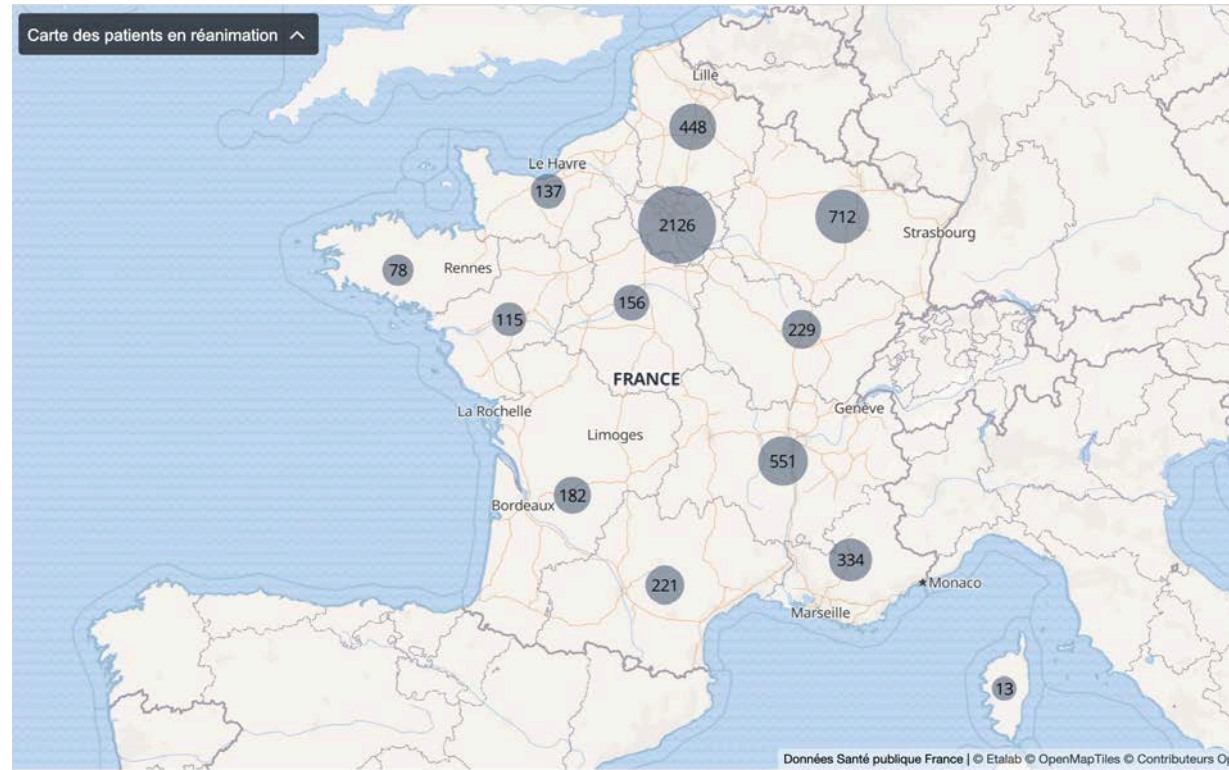 Carte des patients en réanimation
Lille
448
Le Havre
137
2126
712
Strasbourg
78
Rennes
156
115
229
FRANCE
La Rochelle
Genève
Limoges
551
182
Bordeaux
334
221
Monaco
Marseille
13
Données Santé publique France | © Etalab © OpenMapTiles © Contributeurs